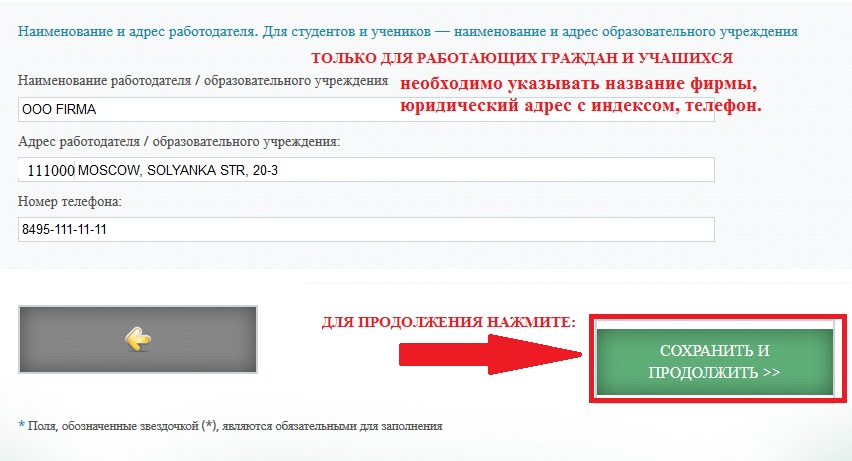 Наименование и адрес работодателя. Для студентов и учеников — наименование и адрес образовательного учреждения
ТОЛЬКО ДЛЯ РАБОТАЮЩИХ ГРАЖДАН И УЧАШИХСЯ
Наименование работодателя / образовательного учреждения
необходимо указывать название фирмы,
юридический адрес с индексом, телефон.
OOO FIRMA
Адрес работодателя / образовательного учреждения:
111000 MOSCOW, SOLYANKA STR, 20-3
Номер телефона:
8495-111-11-11
ДЛЯ ПРОДОЛЖЕНИЯ НАЖМИТЕ:
СОХРАНИТЬ И
ПРОДОЛЖИТЬ >>
* Поля, обозначенные звездочкой (*), являются обязательными для заполнения